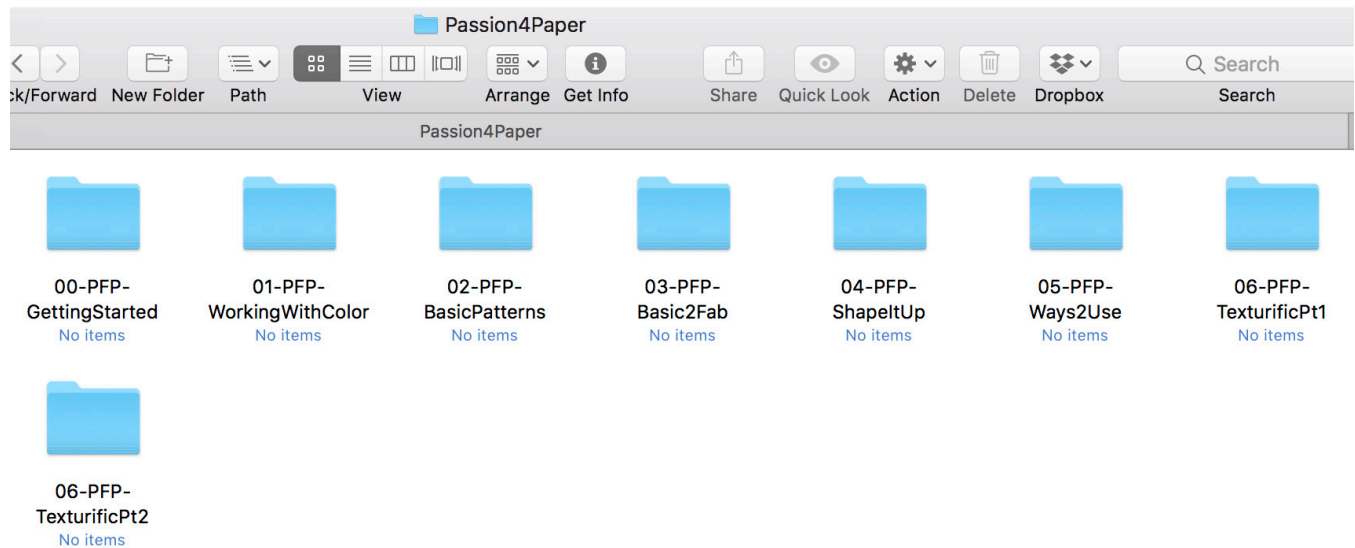 Passion4Paper
ck/Forward New Folder Path View Arrange Get Info Share Quick Look Action Delete Dropbox Search
Search
Passion4Paper
00-PFP-
GettingStarted
No items
01-PFP-
WorkingWithColor
No items
02-PFP-
BasicPatterns
No items
03-PFP-
Basic2Fab
No items
04-PFP-
ShapeItUp
No items
05-PFP-
Ways2Use
No items
06-PFP-
TexturificPt1
No items
06-PFP-
TexturificPt2
No items